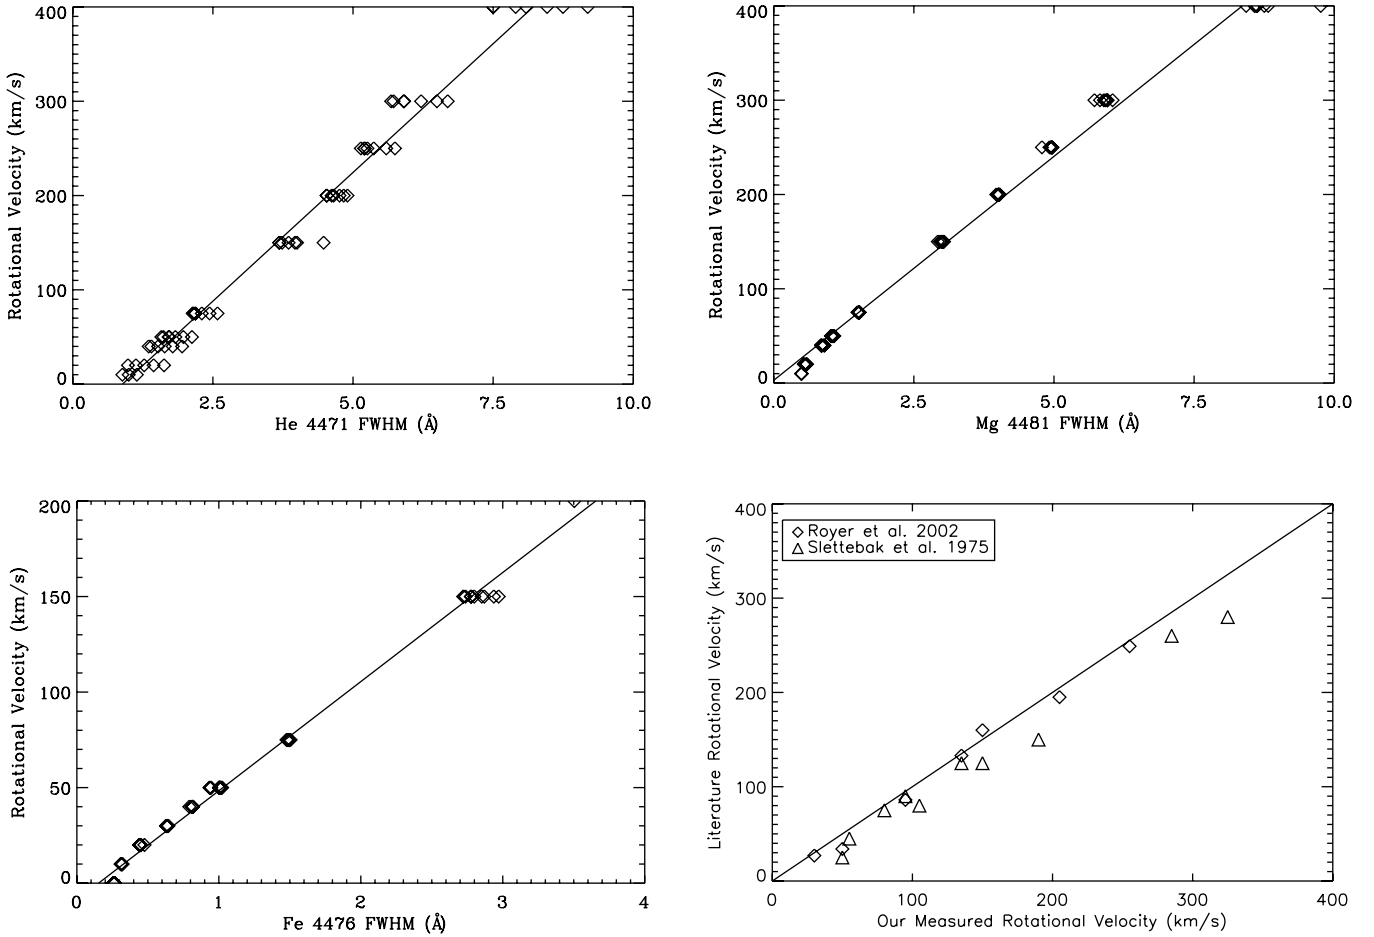 400
300
200
100
0
Rotational Velocity (km/s)
0.0 2.5 5.0 7.5 10.0
He 4471 FWHM (Å)
400
300
200
100
0
Rotational Velocity (km/s)
0.0 2.5 5.0 7.5 10.0
Mg 4481 FWHM (Å)
200
150
100
50
0
Rotational Velocity (km/s)
0 1 2 3 4
Fe 4476 FWHM (Å)
400
300
200
100
0
Literature Rotational Velocity (km/s)
Royer et al. 2002
Slettebak et al. 1975
100 200 300 400
Our Measured Rotational Velocity (km/s)